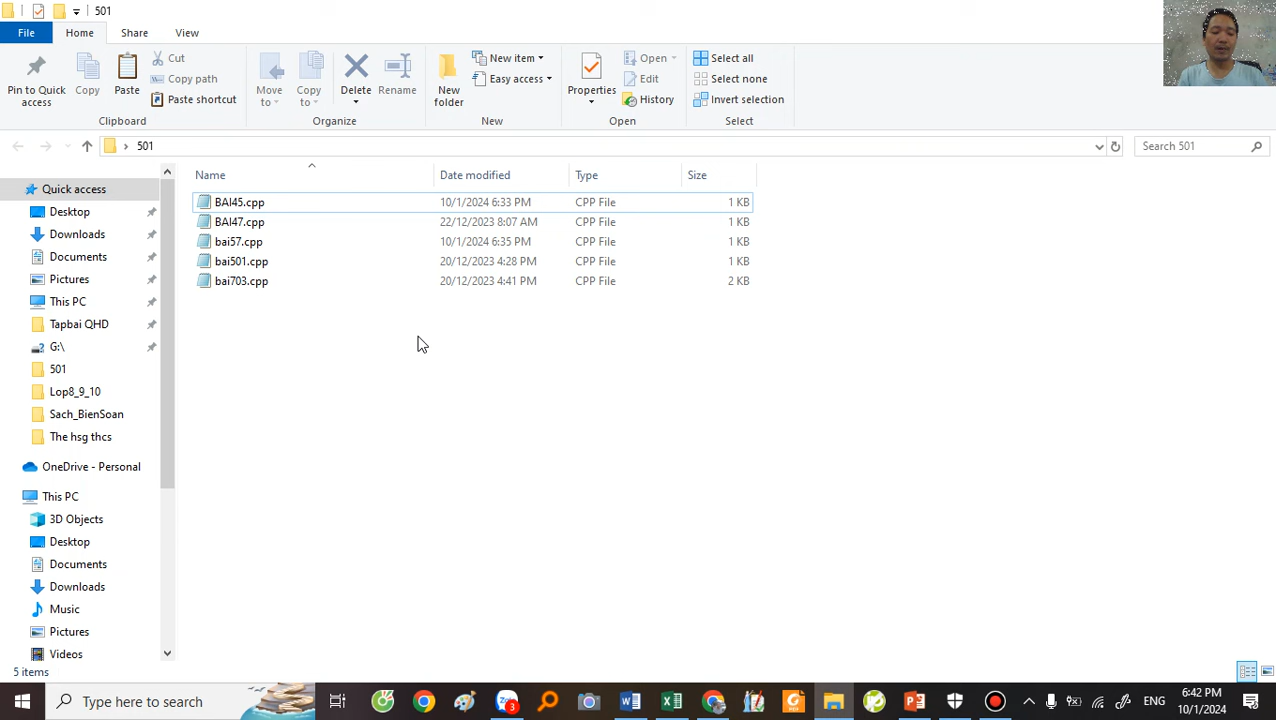 501
File
Home
Share
View
Pin to Quick access
Copy
Paste
Cut
Copy path
Paste shortcut
Clipboard
Move to
Copy to
Delete
Rename
Organize
New folder
New item
Easy access
New
Properties
Open
Edit
History
Open
Select all
Select none
Invert selection
Select
501
Search 501
Name
Date modified
Type
Size
BAI45.cpp 10/1/2024 6:33 PM CPP File 1 KB
BAI47.cpp 22/12/2023 8:07 AM CPP File 1 KB
bai57.cpp 10/1/2024 6:35 PM CPP File 1 KB
bai501.cpp 20/12/2023 4:28 PM CPP File 1 KB
bai703.cpp 20/12/2023 4:41 PM CPP File 2 KB
Quick access
Desktop
Downloads
Documents
Pictures
This PC
Tapbai QHD
G:\
501
Lop8_9_10
Sach_BienSoan
The hsg thcs
OneDrive - Personal
This PC
3D Objects
Desktop
Documents
Downloads
Music
Pictures
Videos
5 items
Type here to search
3
ENG
6:42 PM
10/1/2024